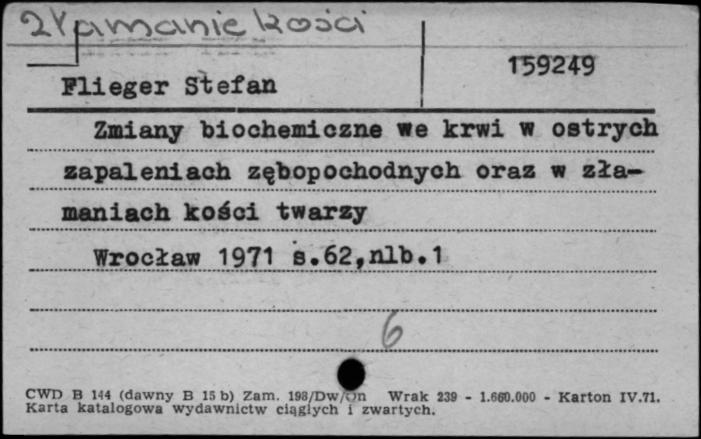 złamanie kości
159249
Flieger Stefan
Zmiany biochemiczne we krwi w ostrych
zapaleniach zębopochodnych oraz w zła-
maniach kości twarzy
Wrocław 1971 s.62,nlb.1
6
CWD B 144 (dawny B 15 b) Zam. 198/Dw/On Wrak 239 - 1.660.000 - Karton IV.71.
Karta katalogowa wydawnictw ciągłych i zwartych.